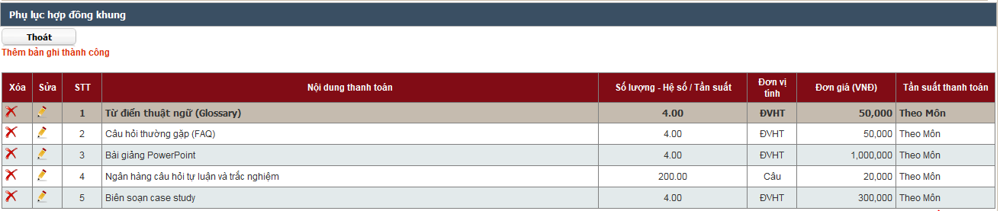 Phụ lục hợp đồng khung
Thoát
Thêm bản ghi thành công
Xóa Sửa STT Nội dung thanh toán Số lượng - Hệ số / Tần suất Đơn vị tính Đơn giá (VNĐ) Tần suất thanh toán
1 Từ điển thuật ngữ (Glossary) 4.00 ĐVHT 50,000 Theo Môn
2 Câu hỏi thường gặp (FAQ) 4.00 ĐVHT 50,000 Theo Môn
3 Bài giảng PowerPoint 4.00 ĐVHT 1,000,000 Theo Môn
4 Ngân hàng câu hỏi tự luận và trắc nghiệm 200.00 Câu 20,000 Theo Môn
5 Biên soạn case study 4.00 ĐVHT 300,000 Theo Môn